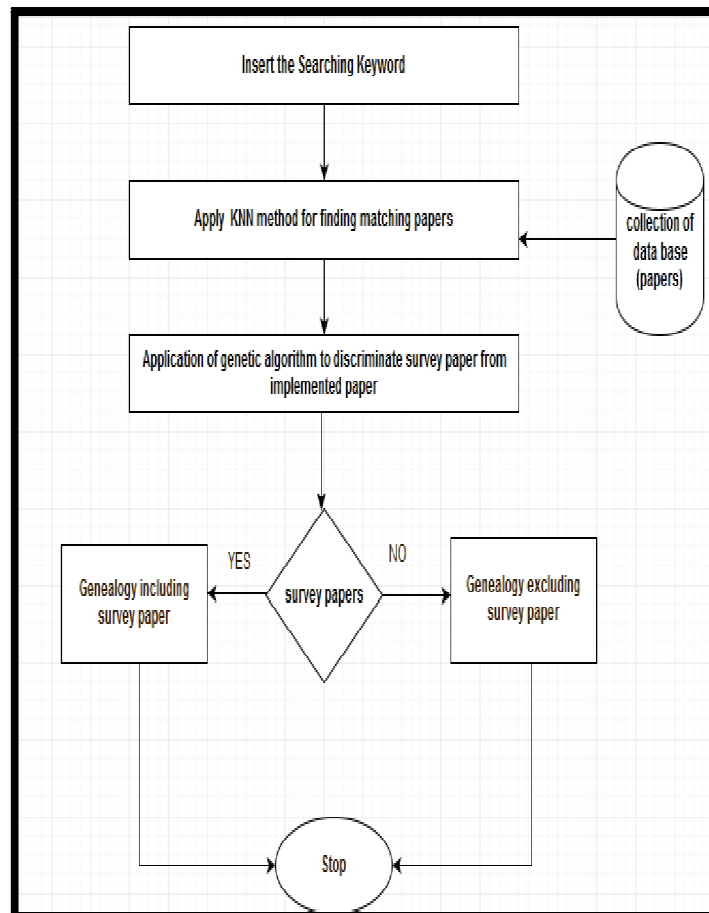 Insert the Searching Keyword
Apply KNN method for finding matching papers
collection of
data base
(papers)
Application of genetic algorithm to discriminate survey paper from
implemented paper
YES
NO
Genealogy including
survey paper
survey papers
Genealogy excluding
survey paper
Stop